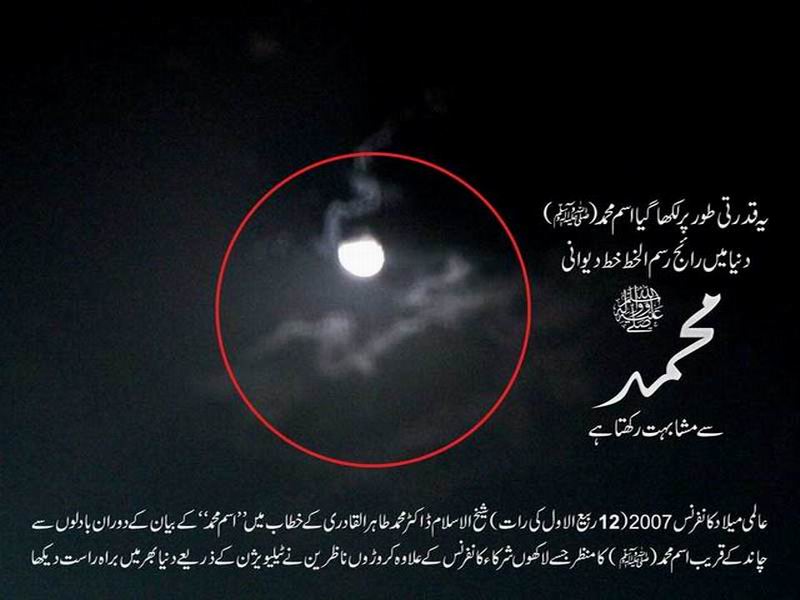 یہ قدرتی طور پر لکھا گیا اسم محمد (ﷺ)
دنیا میں رائج رسم الخط خط دیوانی
ﷺ
محمد
سے مشابہت رکھتا ہے
عالمی میلاد کانفرنس 2007 (12 ربیع الاول کی رات) شیخ الاسلام ڈاکٹر محمد طاہر القادری کے خطاب میں "اسم محمد" کے بیان کے دوران بادلوں سے
چاند کے قریب اسم محمد (ﷺ) کا منظر جسے لاکھوں شرکاء کانفرنس کے علاوہ کروڑوں ناظرین نے ٹیلیویژن کے ذریعے دنیا بھر میں براہ راست دیکھا